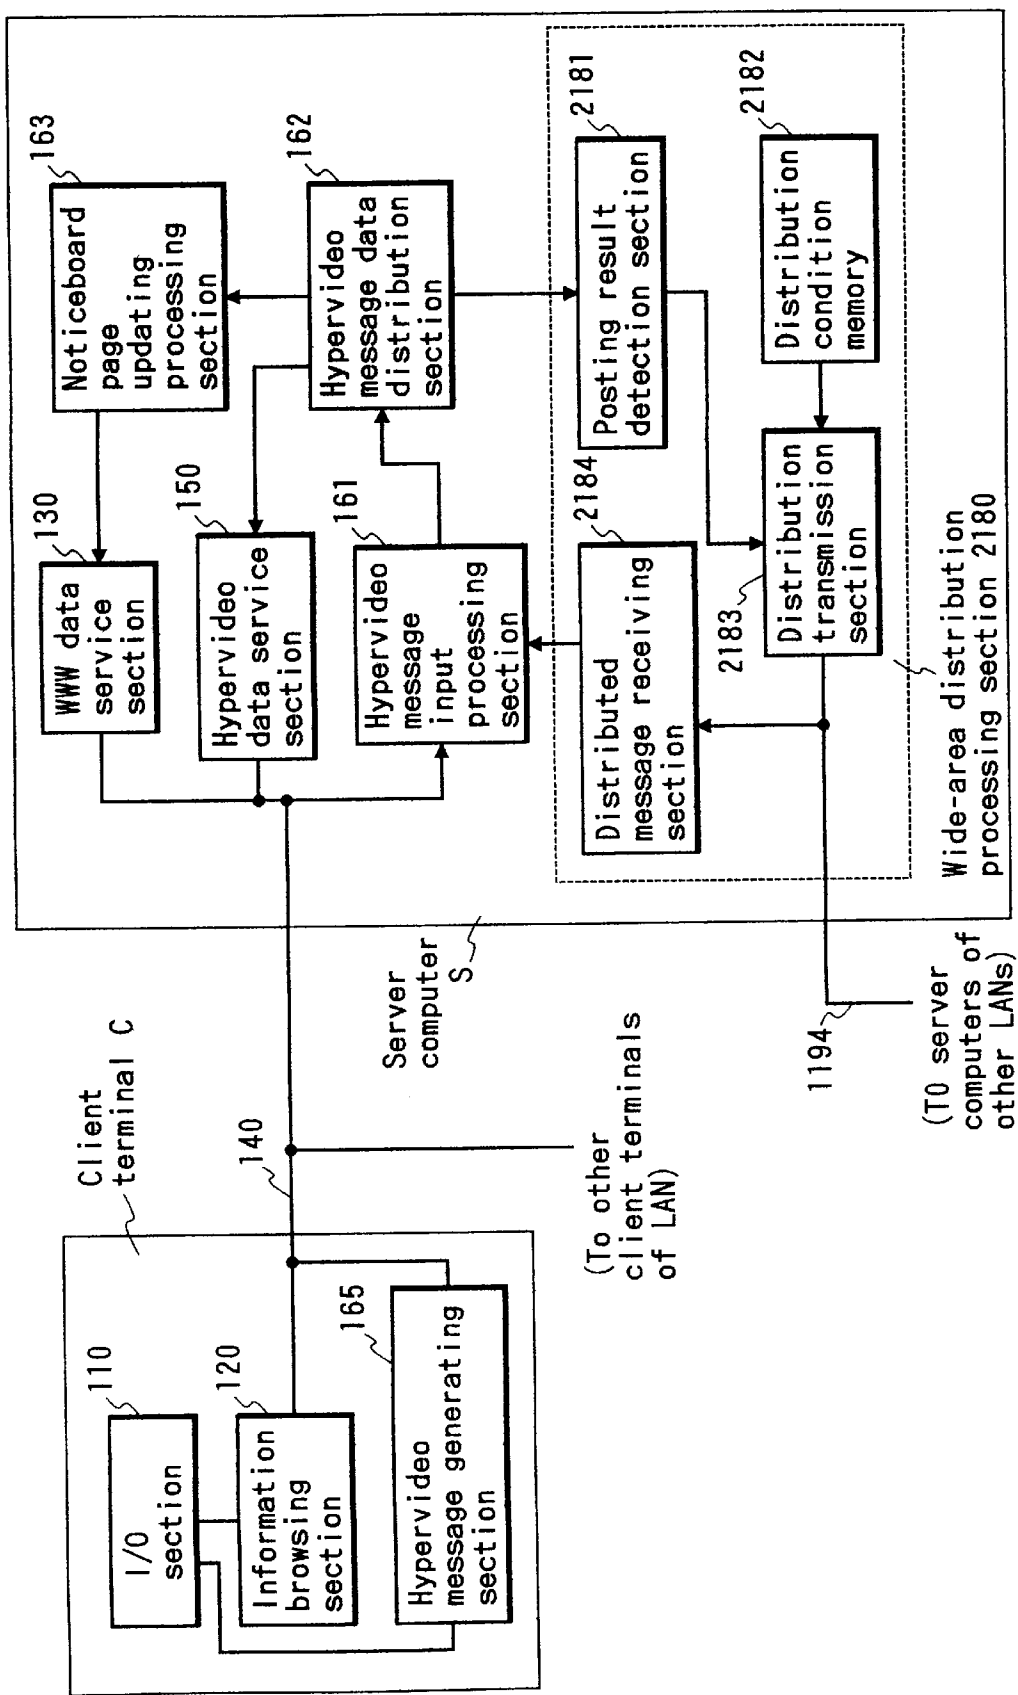 Client
terminal C
110
I/O
section
120
Information
browsing
section
165
Hypervideo
message generating
section
140
(To other
client terminals
of LAN)
Server
computer
S
130
WWW data
service
section
163
Noticeboard
page
updating
processing
section
150
Hypervideo
data service
section
162
Hypervideo
message data
distribution
section
161
Hypervideo
message
input
processing
section
2184
Distributed
message receiving
section
2181
Posting result
detection section
2183
Distribution
transmission
section
2182
Distribution
condition
memory
Wide-area distribution
processing section 2180
1194
(TO server
computers of
other LANs)